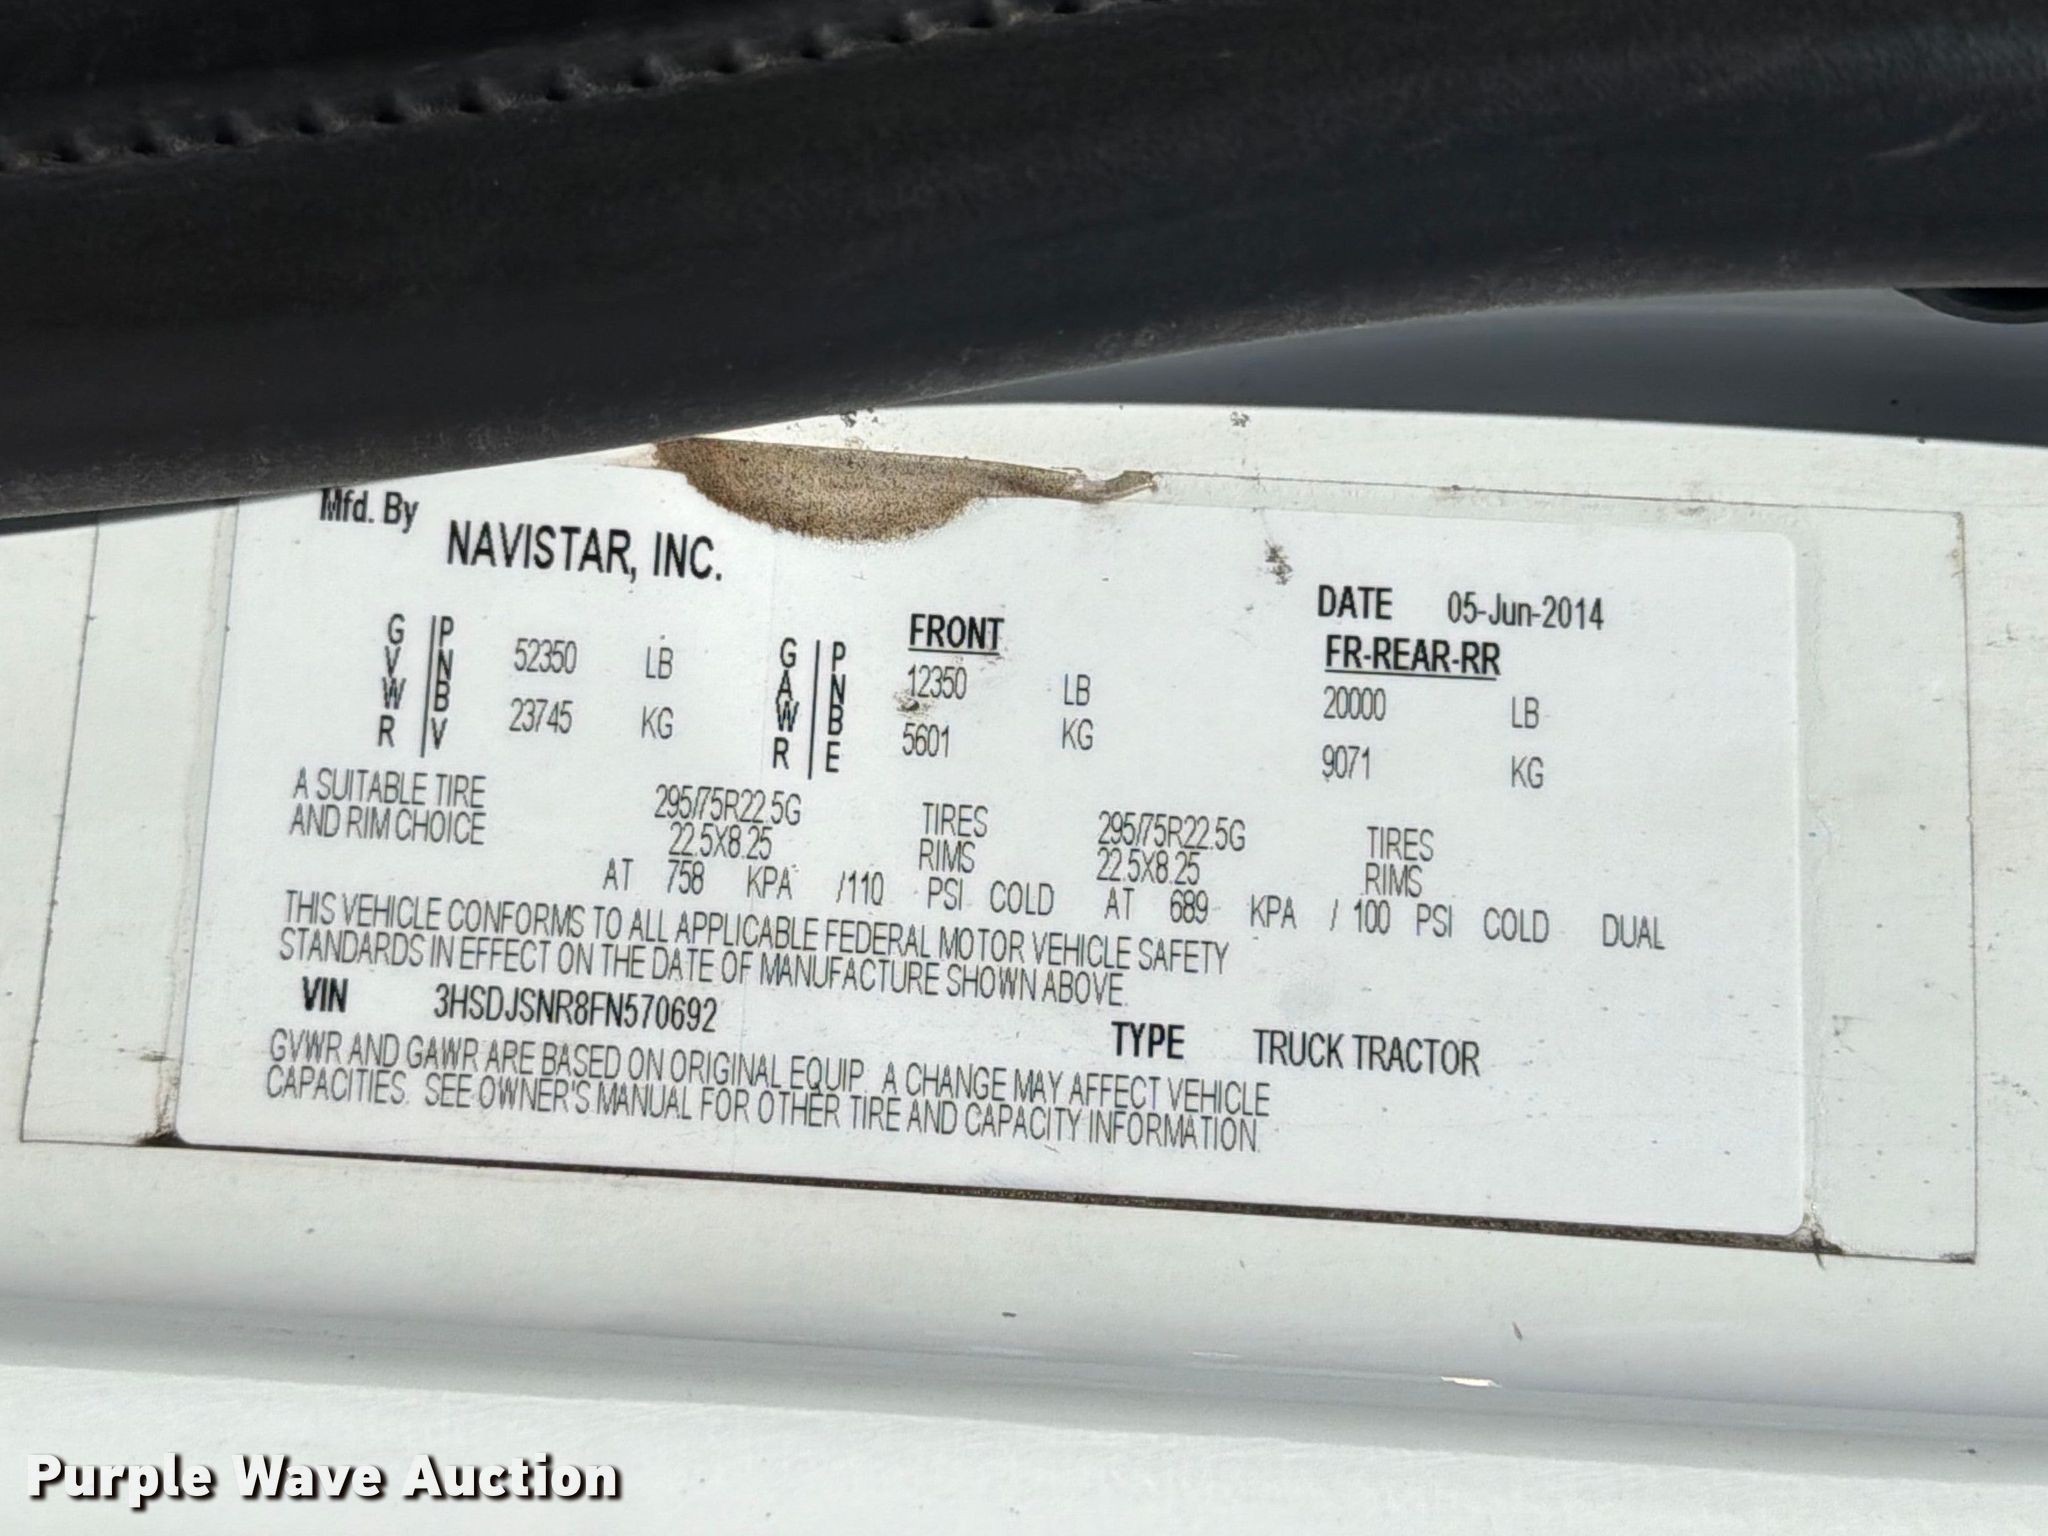 Mfd. By
NAVISTAR, INC.
DATE 05-Jun-2014
GVWR | PNBV 52350 LB
23745 KG
GAWR | PNBE
FRONT
12350 LB
5601 KG
FR-REAR-RR
20000 LB
9071 KG
A SUITABLE TIRE 295/75R22.5G TIRES 295/75R22.5G TIRES
AND RIM CHOICE 22.5X8.25 RIMS 22.5X8.25 RIMS
AT 758 KPA /110 PSI COLD AT 689 KPA / 100 PSI COLD DUAL
THIS VEHICLE CONFORMS TO ALL APPLICABLE FEDERAL MOTOR VEHICLE SAFETY
STANDARDS IN EFFECT ON THE DATE OF MANUFACTURE SHOWN ABOVE.
VIN 3HSDJSNR8FN570692 TYPE TRUCK TRACTOR
GVWR AND GAWR ARE BASED ON ORIGINAL EQUIP. A CHANGE MAY AFFECT VEHICLE
CAPACITIES. SEE OWNER'S MANUAL FOR OTHER TIRE AND CAPACITY INFORMATION.
Purple Wave Auction